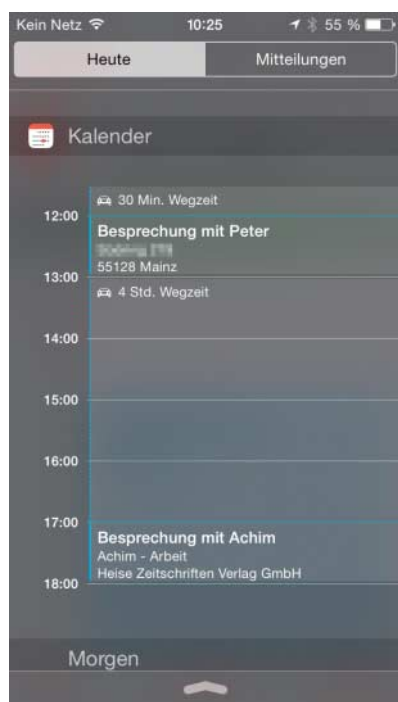 Kein Netz 10:25 55 %
Heute Mitteilungen
Kalender
30 Min. Wegzeit
12:00
Besprechung mit Peter
55128 Mainz
13:00
4 Std. Wegzeit
14:00
15:00
16:00
17:00
Besprechung mit Achim
Achim - Arbeit
Heise Zeitschriften Verlag GmbH
18:00
Morgen